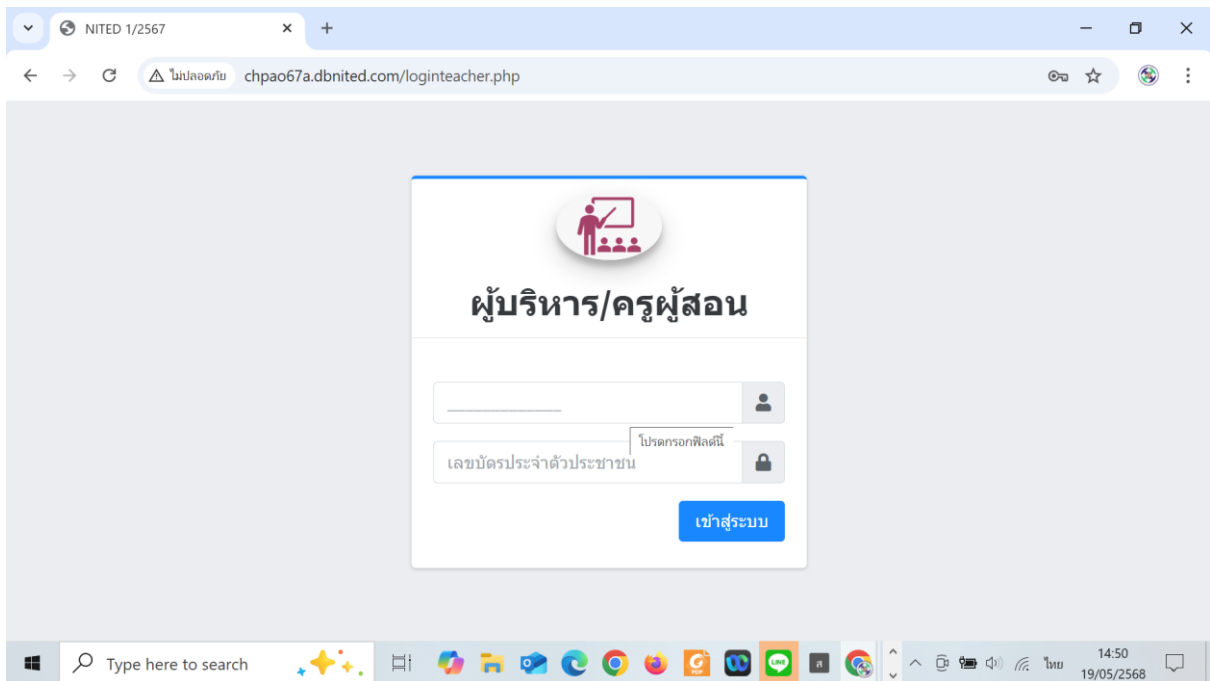 NITED 1/2567
ไม่ปลอดภัย chpao67a.dbnited.com/loginteacher.php
ผู้บริหาร/ครูผู้สอน
_____________
โปรดกรอกฟิลด์นี้
เลขบัตรประจำตัวประชาชน
เข้าสู่ระบบ
Type here to search
ไทย
14:50
19/05/2568